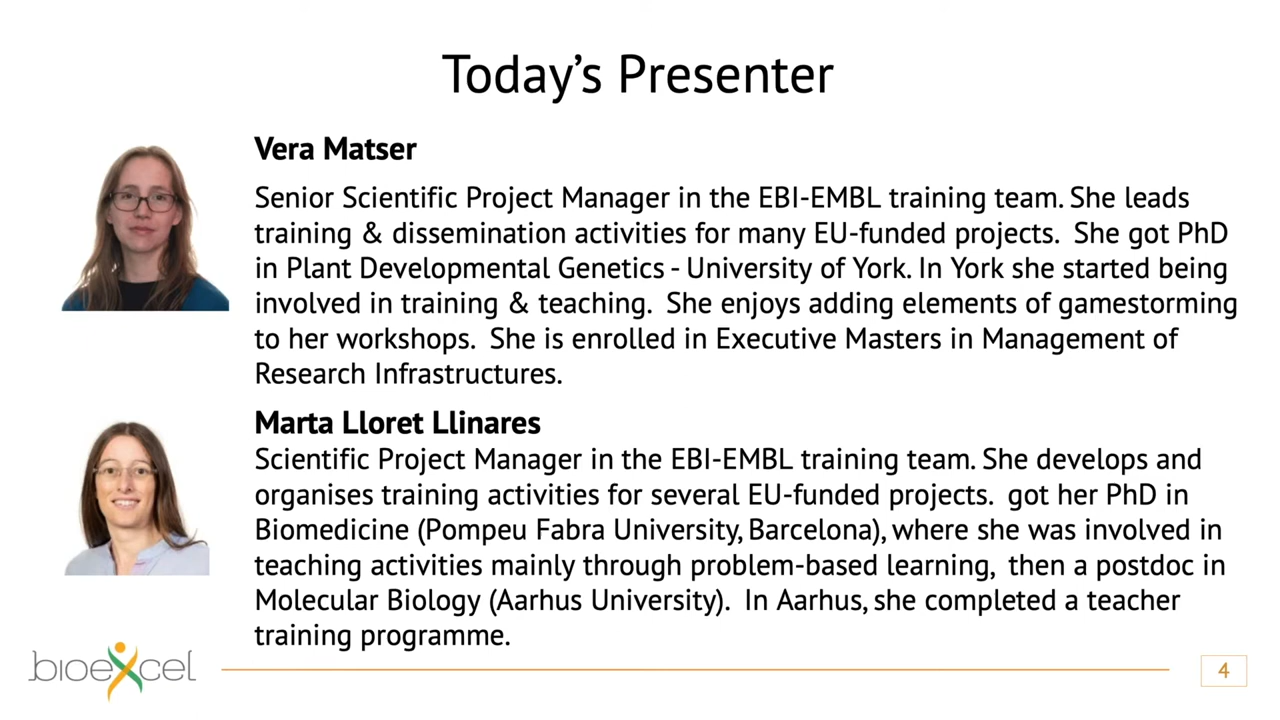 Today's Presenter
Vera Matser
Senior Scientific Project Manager in the EBI-EMBL training team. She leads
training & dissemination activities for many EU-funded projects.  She got PhD
in Plant Developmental Genetics - University of York. In York she started being
involved in training & teaching.  She enjoys adding elements of gamestorming
to her workshops.  She is enrolled in Executive Masters in Management of
Research Infrastructures.
Marta Lloret Llinares
Scientific Project Manager in the EBI-EMBL training team. She develops and
organises training activities for several EU-funded projects.  got her PhD in
Biomedicine (Pompeu Fabra University, Barcelona), where she was involved in
teaching activities mainly through problem-based learning,  then a postdoc in
Molecular Biology (Aarhus University).  In Aarhus, she completed a teacher
training programme.
bioexcel
4